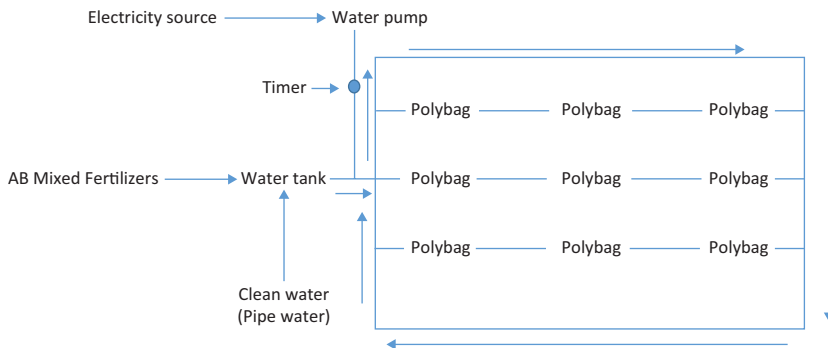 Electricity source
Water pump
Timer
Polybag Polybag Polybag
AB Mixed Fertilizers
Water tank
Polybag Polybag Polybag
Polybag Polybag Polybag
Clean water
(Pipe water)